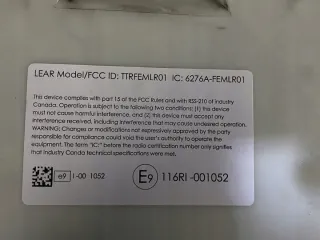 LEAR Model/FCC ID: TTRFEMLR01 IC: 6276A-FEMLR01
This device complies with part 15 of the FCC Rules and with RSS-210 of Industry
Canada. Operation is subject to the following two conditions: (1) this device
must not cause harmful interference, and (2) this device must accept any
interference received, including interference that may cause undesired operation.
WARNING: Changes or modifications not expressively approved by the party
responsible for compliance could void the user's authority to operate the
equipment. The term "IC:" before the radio certification number only signifies
that Industry Canda technical specifications were met.
e9 1-00 1052
E9 116RI-001052